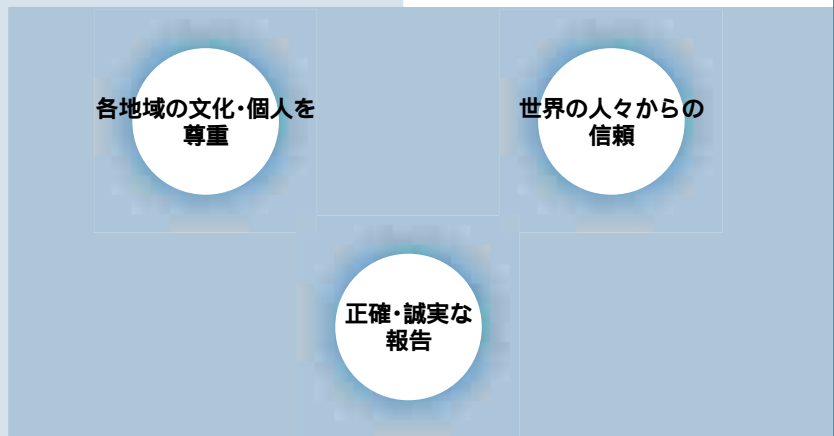 各地域の文化・個人を
尊重
世界の人々からの
信頼
正確・誠実な
報告